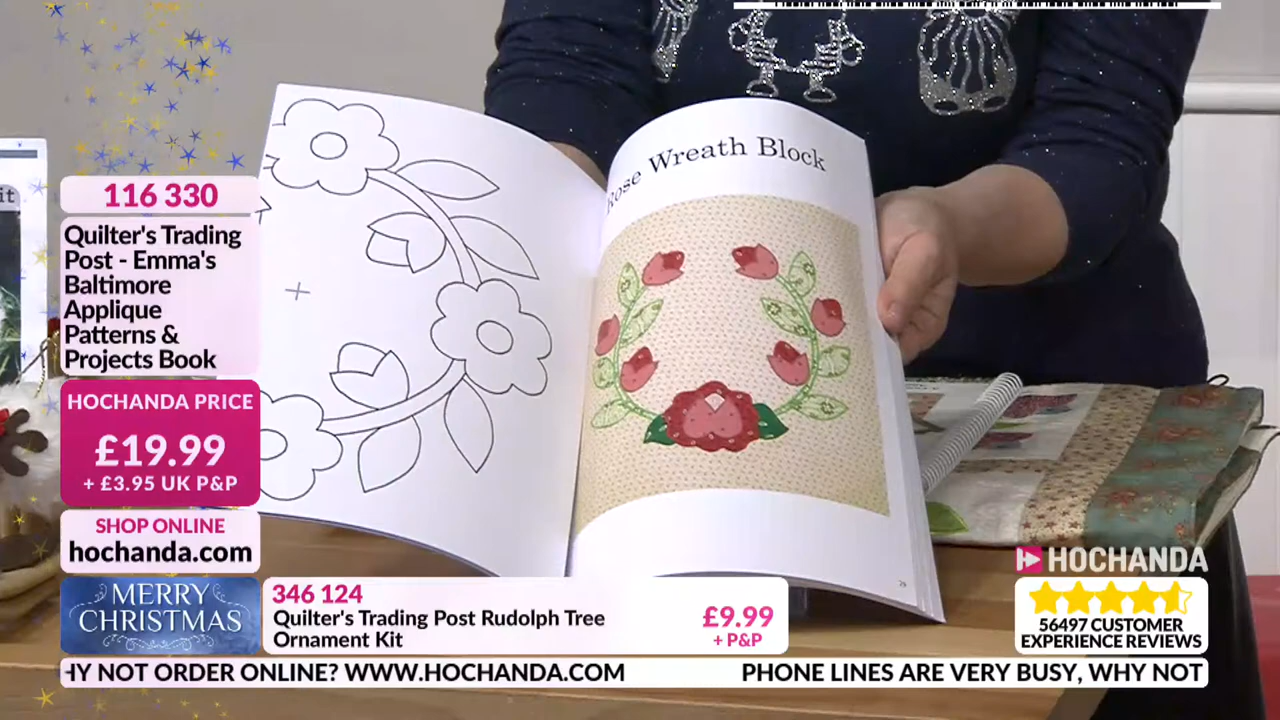 Rose Wreath Block
it
116 330
Quilter's Trading
Post - Emma's
Baltimore
Applique
Patterns &
Projects Book
HOCHANDA PRICE
£19.99
+ £3.95 UK P&P
SHOP ONLINE
hochanda.com
MERRY
CHRISTMAS
346 124
Quilter's Trading Post Rudolph Tree
Ornament Kit
£9.99
+ P&P
HOCHANDA
56497 CUSTOMER
EXPERIENCE REVIEWS
HY NOT ORDER ONLINE? WWW.HOCHANDA.COM
PHONE LINES ARE VERY BUSY, WHY NOT